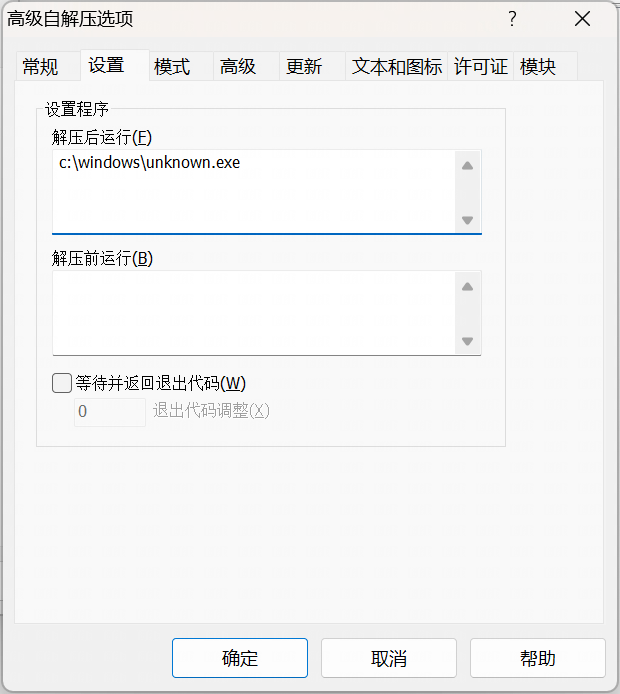 高级自解压选项
?
常规 设置 模式 高级 更新 文本和图标 许可证 模块
设置程序
解压后运行(F)
c:\windows\unknown.exe
解压前运行(B)
等待并返回退出代码(W)
0 退出代码调整(X)
确定 取消 帮助